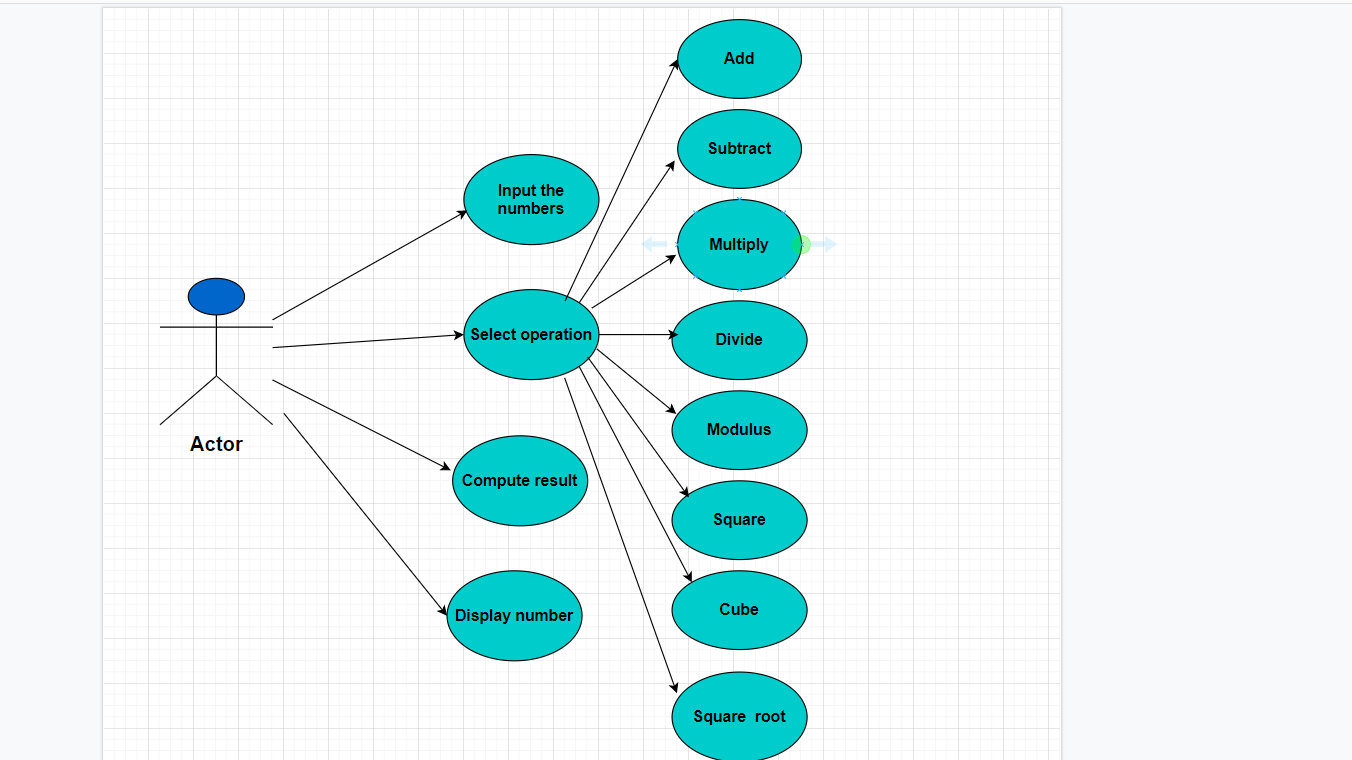 Add
Subtract
Input the
numbers
Multiply
Select operation
Divide
Modulus
Actor
Compute result
Square
Display number
Cube
Square  root